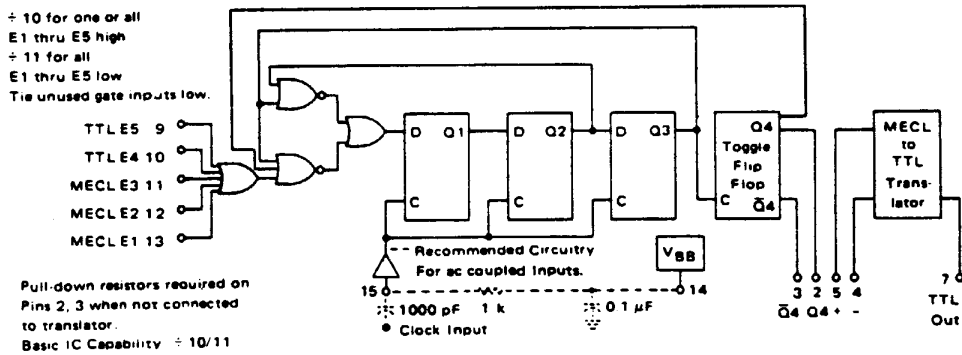 ÷ 10 for one or all
E1 thru E5 high
÷ 11 for all
E1 thru E5 low
Tie unused gate inputs low.
TTL E5 9
TTL E4 10
MECL E3 11
MECL E2 12
MECL E1 13
D Q1
C
D Q2
C
D Q3
C
Q4
Toggle
Flip
Flop
C Q̄4
MECL
to
TTL
Trans-
lator
Recommended Circuitry
For ac coupled Inputs.
VBB
15
1000 pF
1 k
0.1 µF
14
Clock Input
3 2 5 4
Q̄4 Q4 + -
7
TTL
Out
Pull-down resistors required on
Pins 2, 3 when not connected
to translator.
Basic IC Capability ÷ 10/11